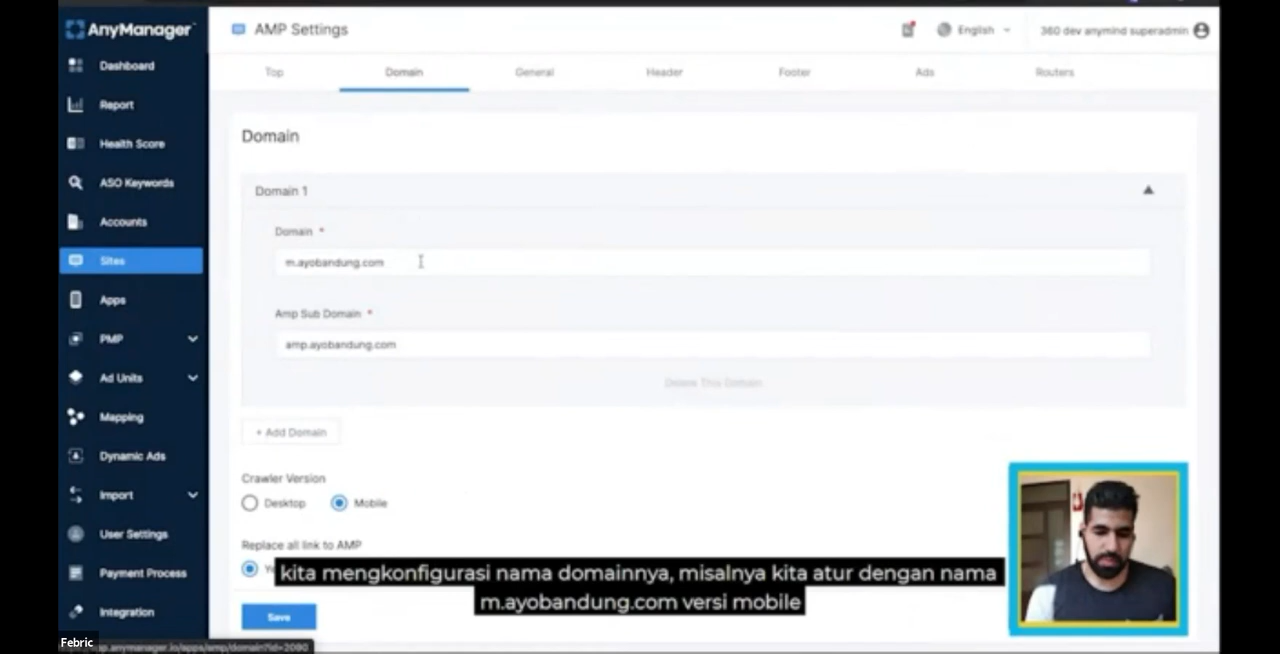 AnyManager
AMP Settings
English
360 dev anymind superadmin
Dashboard
Report
Health Score
ASO Keywords
Accounts
Sites
Apps
PMP
Ad Units
Mapping
Dynamic Ads
Import
User Settings
Payment Process
Integration
Top
Domain
General
Header
Footer
Ads
Routers
Domain
Domain 1
Domain *
m.ayobandung.com
Amp Sub Domain *
amp.ayobandung.com
Delete This Domain
+ Add Domain
Crawler Version
Desktop
Mobile
Replace all link to AMP
kita mengkonfigurasi nama domainnya, misalnya kita atur dengan nama
m.ayobandung.com versi mobile
Save
Febric